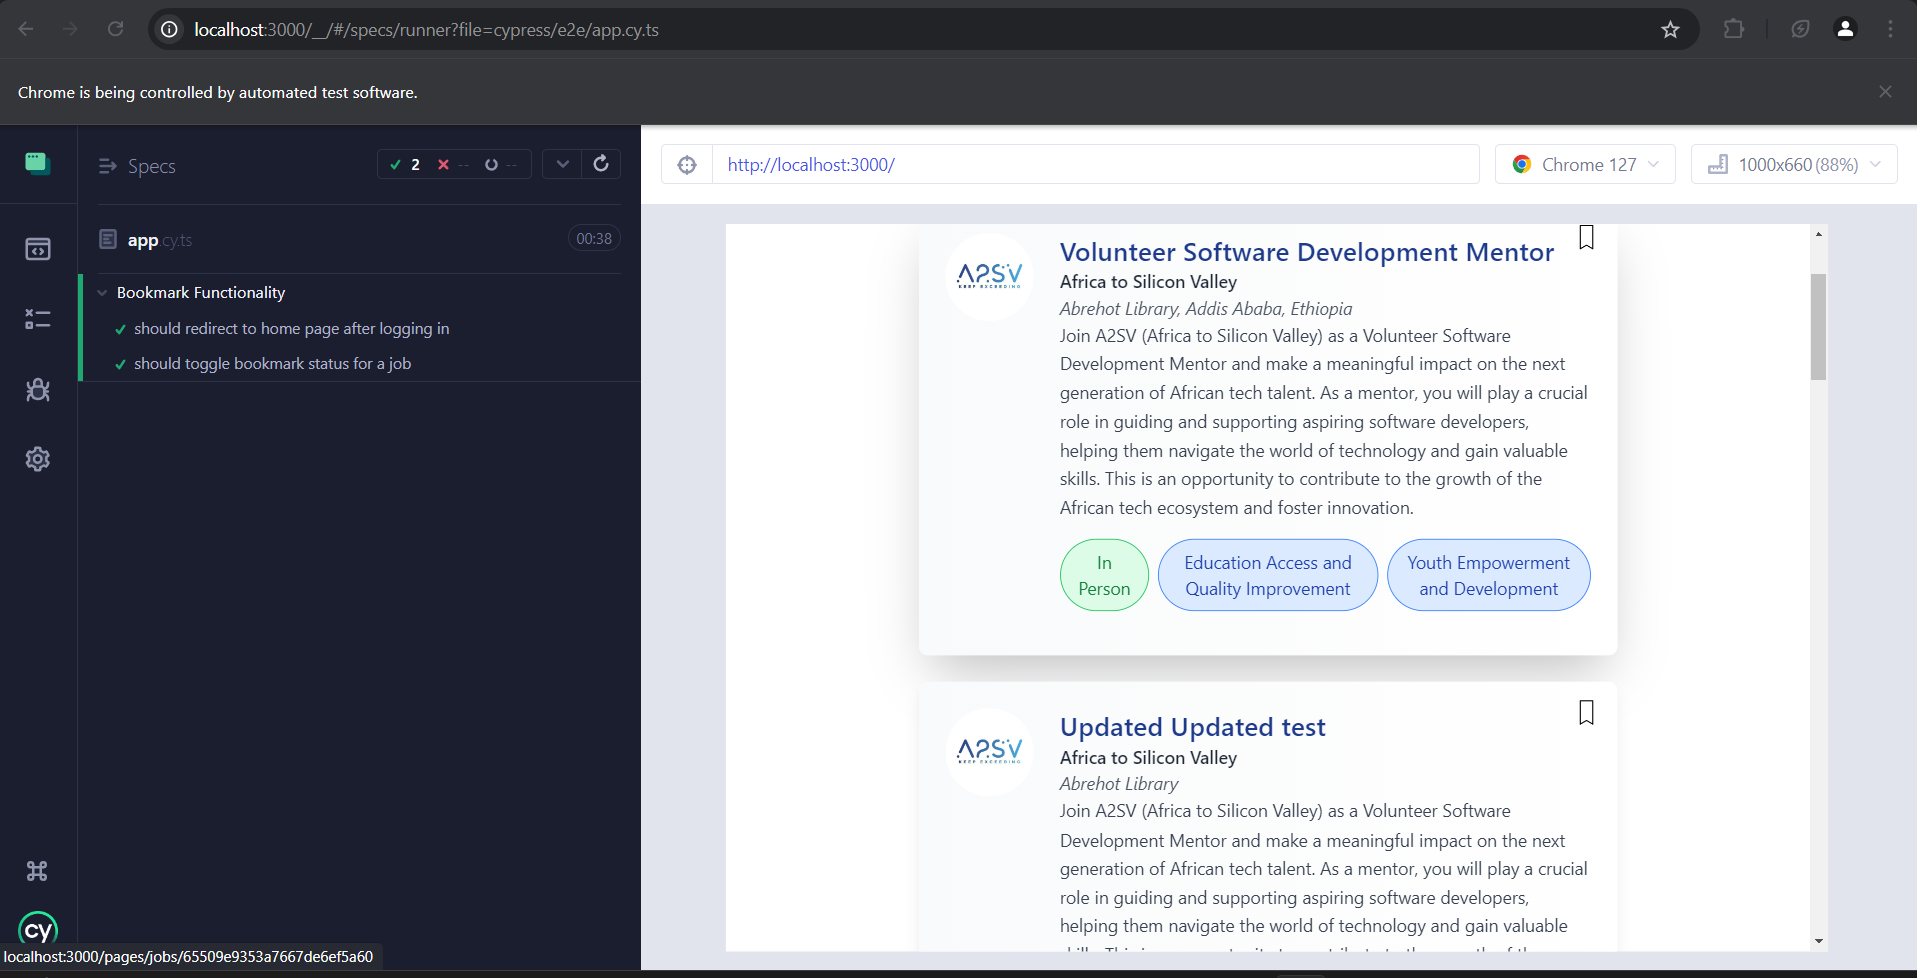 localhost:3000/__/#/specs/runner?file=cypress/e2e/app.cy.ts
Chrome is being controlled by automated test software.
Specs
2 -- --
app.cy.ts
00:38
Bookmark Functionality
should redirect to home page after logging in
should toggle bookmark status for a job
cy
localhost:3000/pages/jobs/65509e9353a7667de6ef5a60
http://localhost:3000/
Chrome 127
1000x660 (88%)
A2SV
KEEP EXCEEDING
Volunteer Software Development Mentor
Africa to Silicon Valley
Abrehot Library, Addis Ababa, Ethiopia
Join A2SV (Africa to Silicon Valley) as a Volunteer Software
Development Mentor and make a meaningful impact on the next
generation of African tech talent. As a mentor, you will play a crucial
role in guiding and supporting aspiring software developers,
helping them navigate the world of technology and gain valuable
skills. This is an opportunity to contribute to the growth of the
African tech ecosystem and foster innovation.
In
Person
Education Access and
Quality Improvement
Youth Empowerment
and Development
A2SV
KEEP EXCEEDING
Updated Updated test
Africa to Silicon Valley
Abrehot Library
Join A2SV (Africa to Silicon Valley) as a Volunteer Software
Development Mentor and make a meaningful impact on the next
generation of African tech talent. As a mentor, you will play a crucial
role in guiding and supporting aspiring software developers,
helping them navigate the world of technology and gain valuable